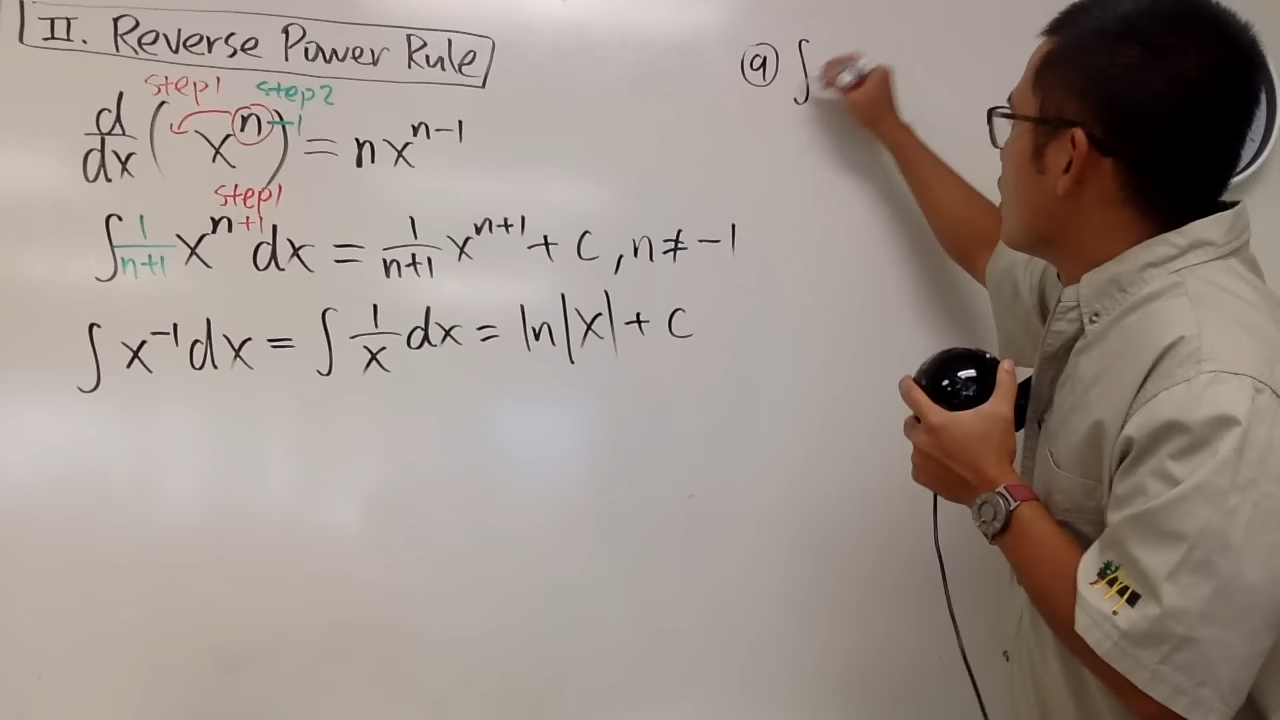 II. Reverse Power Rule
step1 step2
d/dx (x^n)^-1 = nx^(n-1)
step1
∫ 1/(n+1) x^(n+1) dx = 1/(n+1) x^(n+1) + C, n ≠ -1
∫ x^(-1) dx = ∫ 1/x dx = ln|x| + C
ⓐ ∫